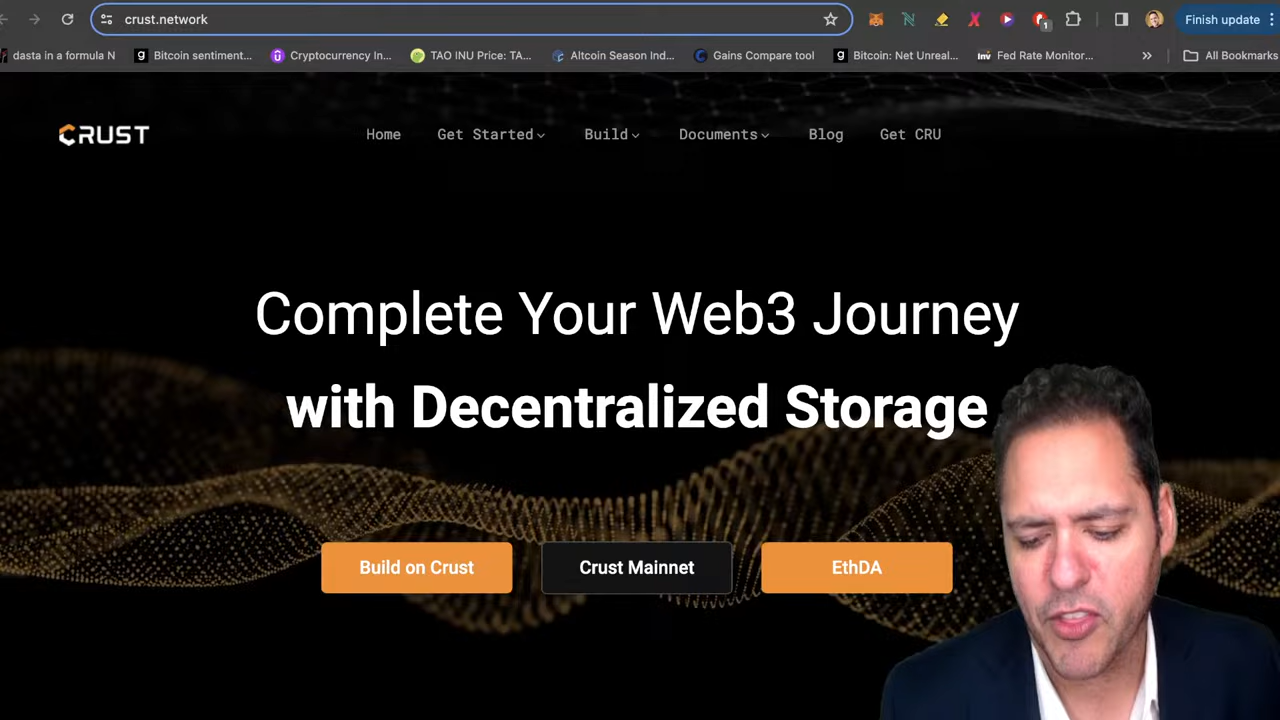 crust.network
Finish update
1
dasta in a formula N
Bitcoin sentiment...
Cryptocurrency In...
TAO INU Price: TA...
Altcoin Season Ind...
Gains Compare tool
Bitcoin: Net Unreal...
Inv
Fed Rate Monitor...
»
All Bookmarks
CRUST
Home
Get Started
Build
Documents
Blog
Get CRU
Complete Your Web3 Journey
with Decentralized Storage
Build on Crust
Crust Mainnet
EthDA